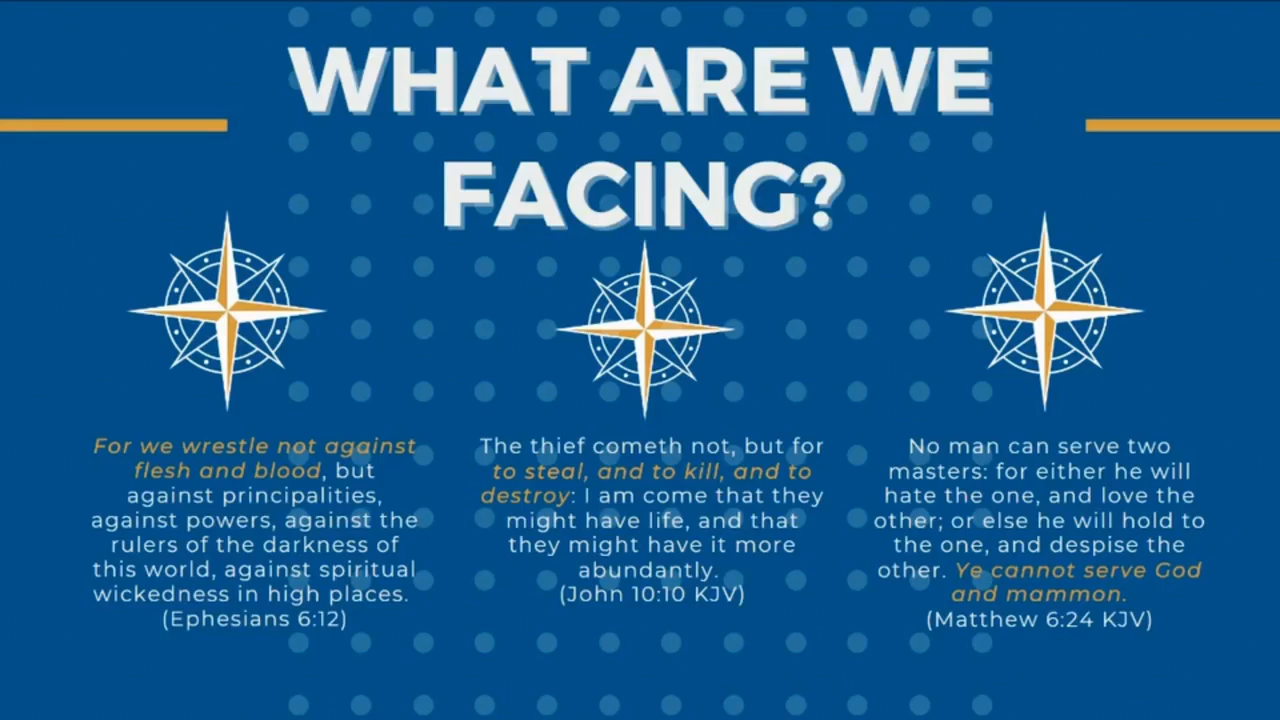 WHAT ARE WE
FACING?
For we wrestle not against
flesh and blood, but
against principalities,
against powers, against the
rulers of the darkness of
this world, against spiritual
wickedness in high places.
(Ephesians 6:12)
The thief cometh not, but for
to steal, and to kill, and to
destroy: I am come that they
might have life, and that
they might have it more
abundantly.
(John 10:10 KJV)
No man can serve two
masters: for either he will
hate the one, and love the
other; or else he will hold to
the one, and despise the
other. Ye cannot serve God
and mammon.
(Matthew 6:24 KJV)